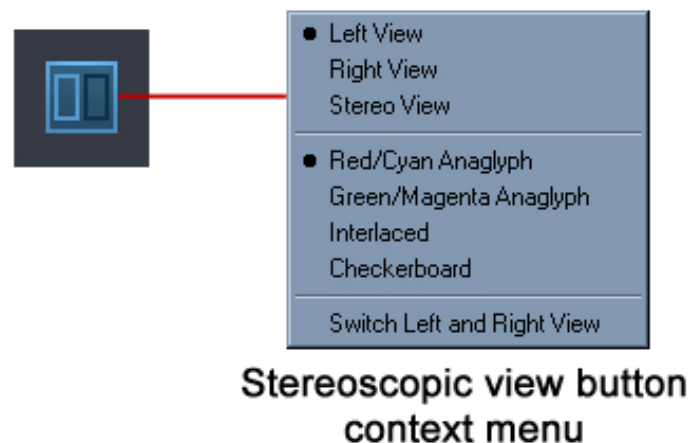 Left View
Right View
Stereo View
Red/Cyan Anaglyph
Green/Magenta Anaglyph
Interlaced
Checkerboard
Switch Left and Right View
Stereoscopic view button
context menu